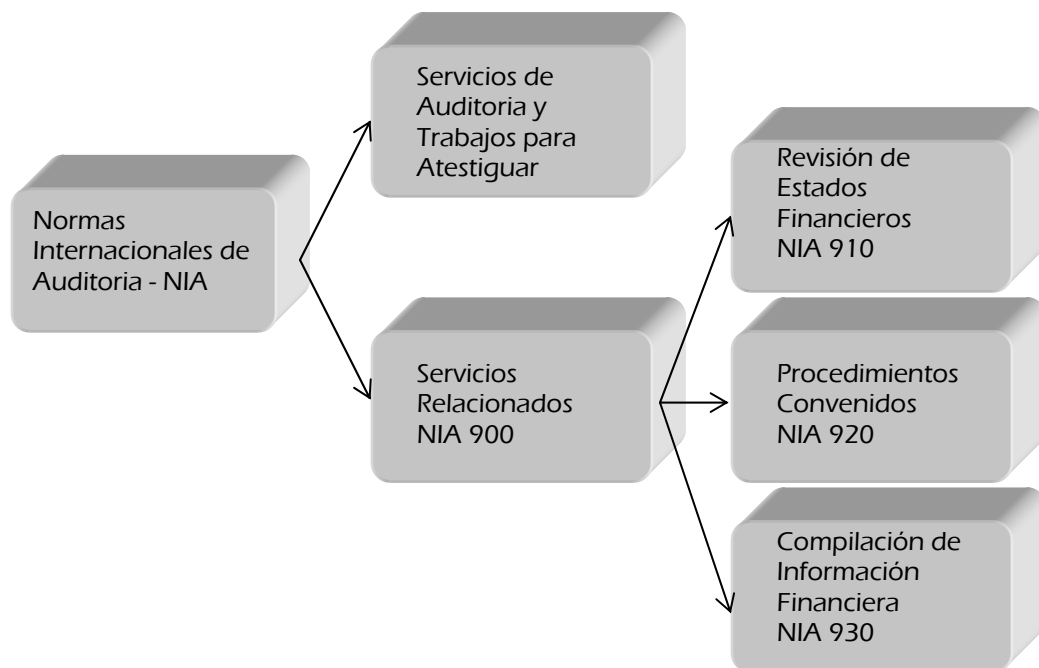 Normas
Internacionales de
Auditoria - NIA
Servicios de
Auditoria y
Trabajos para
Atestiguar
Servicios
Relacionados
NIA 900
Revisión de
Estados
Financieros
NIA 910
Procedimientos
Convenidos
NIA 920
Compilación de
Información
Financiera
NIA 930